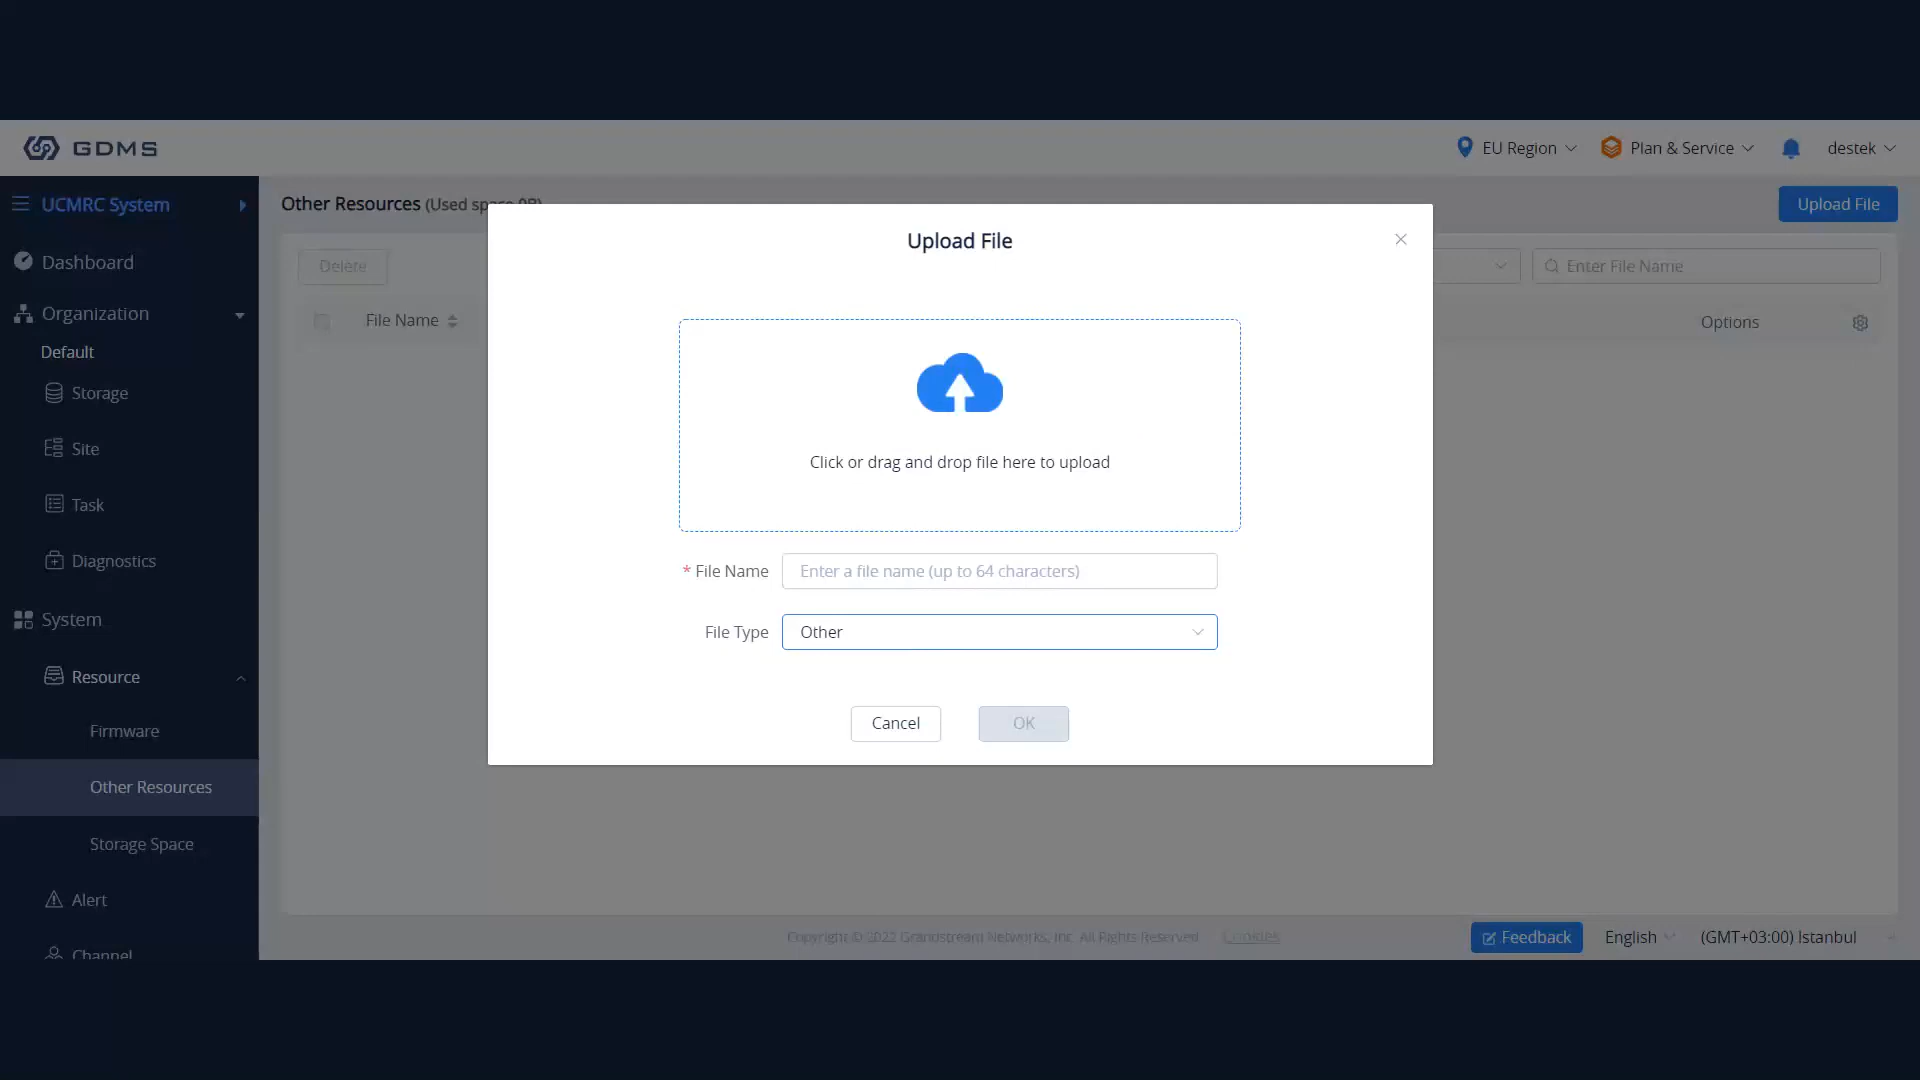 GDMS
EU Region
Plan & Service
destek
UCMRC System
Other Resources (Used space 0B)
Upload File
Dashboard
Organization
Default
Storage
Site
Task
Diagnostics
System
Resource
Firmware
Other Resources
Storage Space
Alert
Channel
Delete
Enter File Name
File Name
Options
Upload File
Click or drag and drop file here to upload
* File Name
Enter a file name (up to 64 characters)
File Type
Other
Cancel
OK
Copyright © 2022 Grandstream Networks, Inc. All Rights Reserved
Cookies
Feedback
English
(GMT+03:00) Istanbul